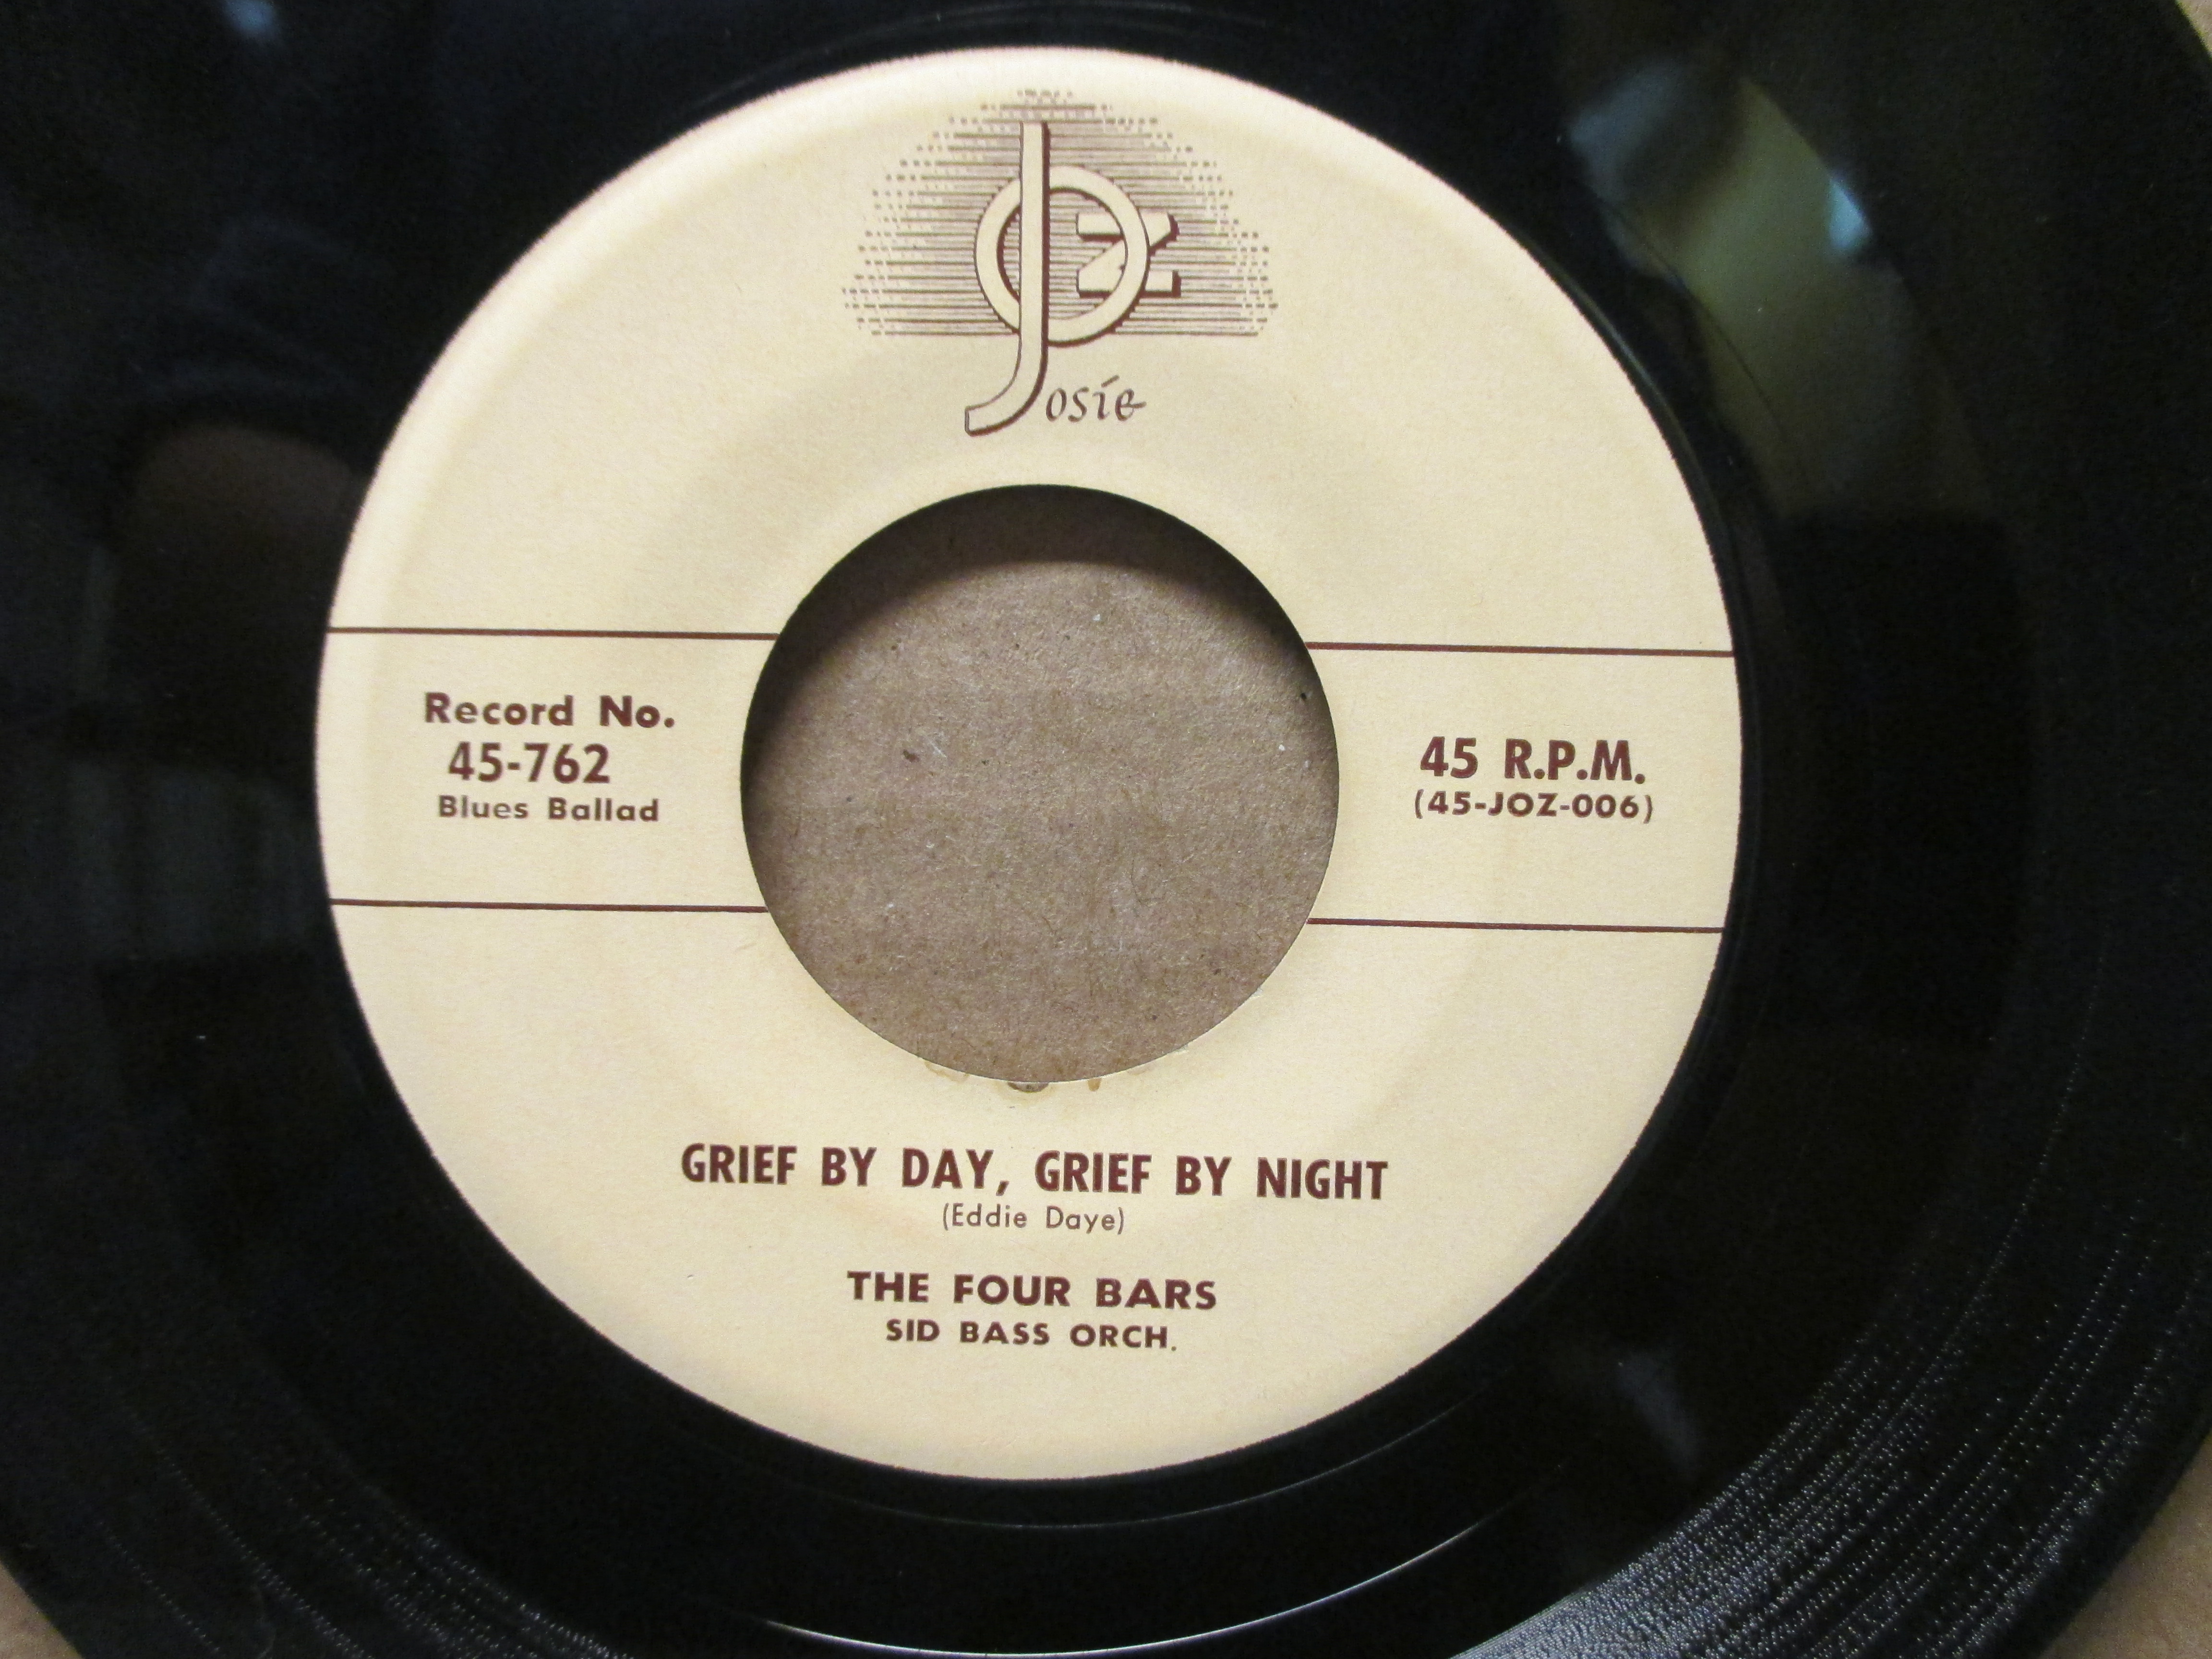 JOZ
Josie
Record No.
45-762
Blues Ballad
45 R.P.M.
(45-JOZ-006)
GRIEF BY DAY, GRIEF BY NIGHT
(Eddie Daye)
THE FOUR BARS
SID BASS ORCH.